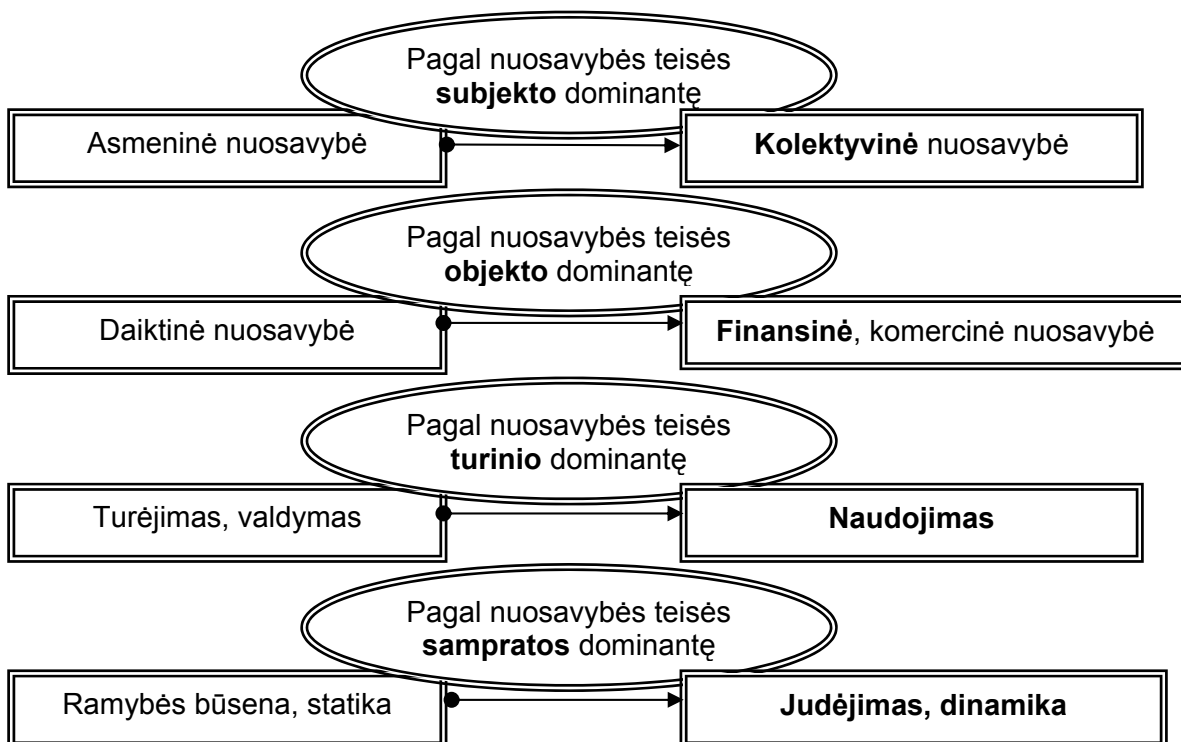 Pagal nuosavybės teisės
subjekto dominantę
Asmeninė nuosavybė
Kolektyvinė nuosavybė
Pagal nuosavybės teisės
objekto dominantę
Daiktinė nuosavybė
Finansinė, komercinė nuosavybė
Pagal nuosavybės teisės
turinio dominantę
Turėjimas, valdymas
Naudojimas
Pagal nuosavybės teisės
sampratos dominantę
Ramybės būsena, statika
Judėjimas, dinamika